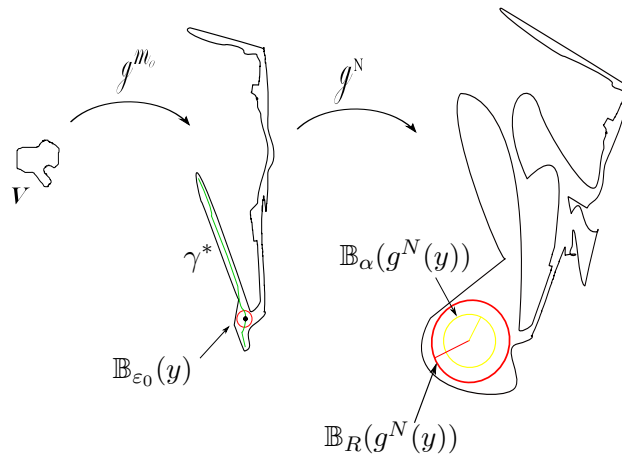 g^{m_0}
g^N
V
γ*
𝔹_α(g^N(y))
𝔹_{ε_0}(y)
𝔹_R(g^N(y))